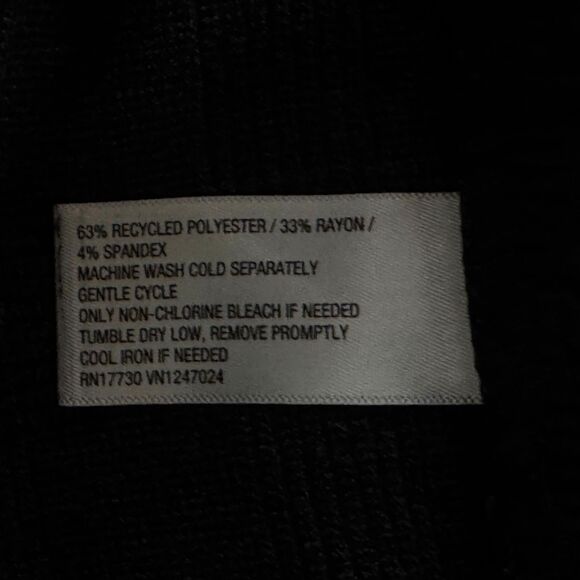 63% RECYCLED POLYESTER / 33% RAYON /
4% SPANDEX
MACHINE WASH COLD SEPARATELY
GENTLE CYCLE
ONLY NON-CHLORINE BLEACH IF NEEDED
TUMBLE DRY LOW, REMOVE PROMPTLY
COOL IRON IF NEEDED
RN17730 VN1247024